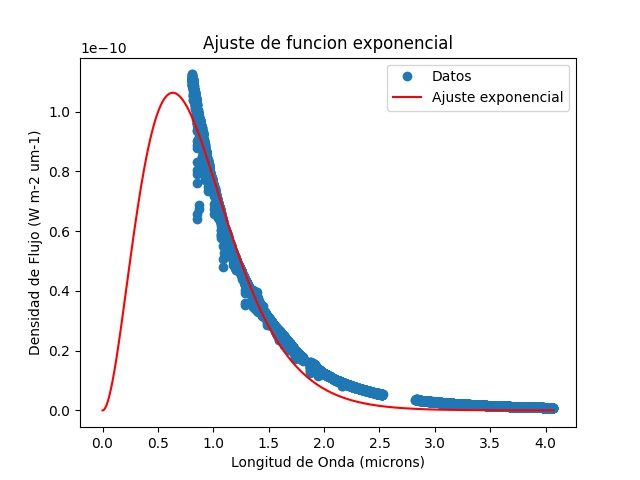 Ajuste de funcion exponencial
1e−10
Datos
Ajuste exponencial
1.0
0.8
0.6
0.4
0.2
0.0
Densidad de Flujo (W m-2 um-1)
0.0 0.5 1.0 1.5 2.0 2.5 3.0 3.5 4.0
Longitud de Onda (microns)